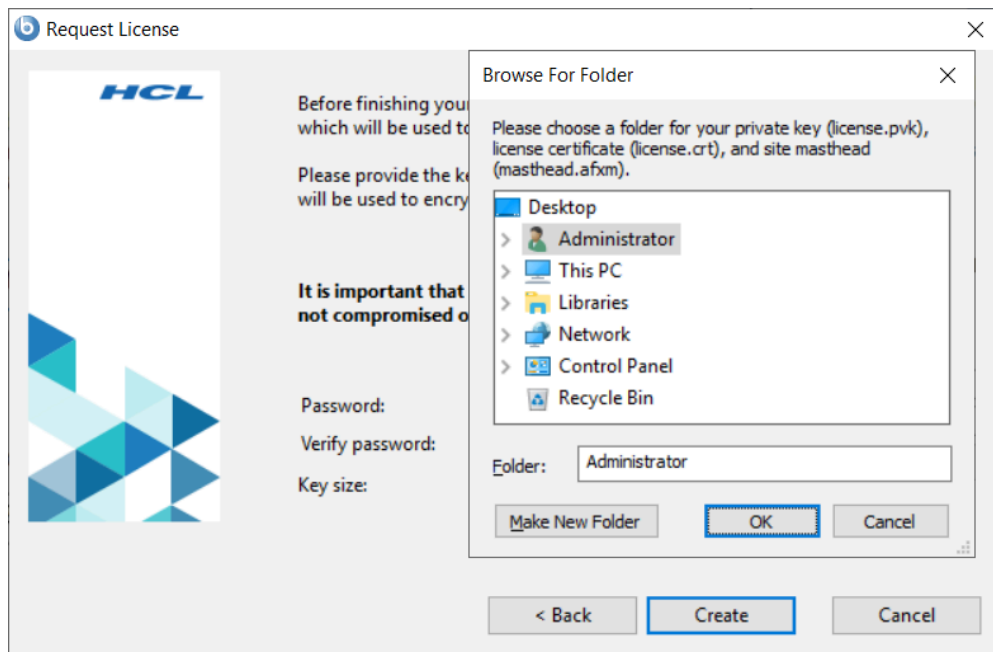 Request License
HCL
Before finishing you
which will be used to
Please provide the ke
will be used to encry
It is important that
not compromised o
Password:
Verify password:
Key size:
< Back
Create
Cancel
Browse For Folder
Please choose a folder for your private key (license.pvk),
license certificate (license.crt), and site masthead
(masthead.afxm).
Desktop
Administrator
This PC
Libraries
Network
Control Panel
Recycle Bin
Folder:
Administrator
Make New Folder
OK
Cancel